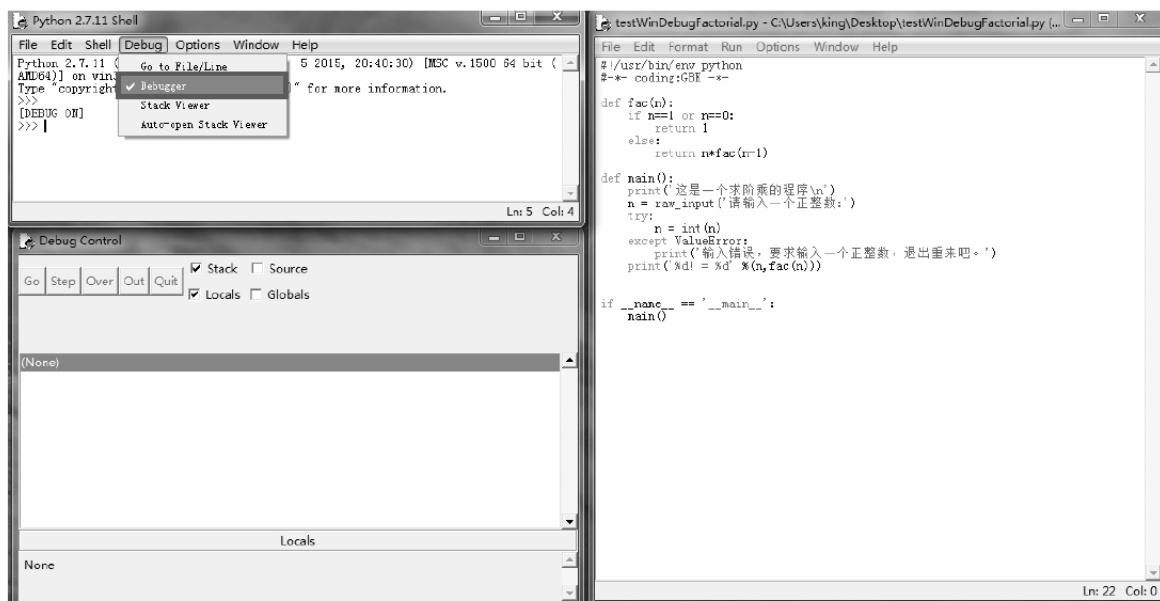 Python 2.7.11 Shell
File Edit Shell Debug Options Window Help
Python 2.7.11 ( 5 2015, 20:40:30) [MSC v.1500 64 bit (
AMD64)] on win
Type "copyright " for more information.
>>>
[DEBUG ON]
>>>
Go to File/Line
✓ Debugger
Stack Viewer
Auto-open Stack Viewer
Ln: 5 Col: 4
Debug Control
Go Step Over Out Quit
Stack Source
Locals Globals
(None)
Locals
None
testWinDebugFactorial.py - C:\Users\king\Desktop\testWinDebugFactorial.py (...
File Edit Format Run Options Window Help
#!/usr/bin/env python
#-*- coding:GBK -*-
def fac(n):
if n==1 or n==0:
return 1
else:
return n*fac(n-1)
def main():
print('这是一个求阶乘的程序\n')
n = raw_input('请输入一个正整数:')
try:
n = int(n)
except ValueError:
print('输入错误，要求输入一个正整数，退出重来吧。')
print('%d! = %d' %(n,fac(n)))
if __name__ == '__main__':
main()
Ln: 22 Col: 0